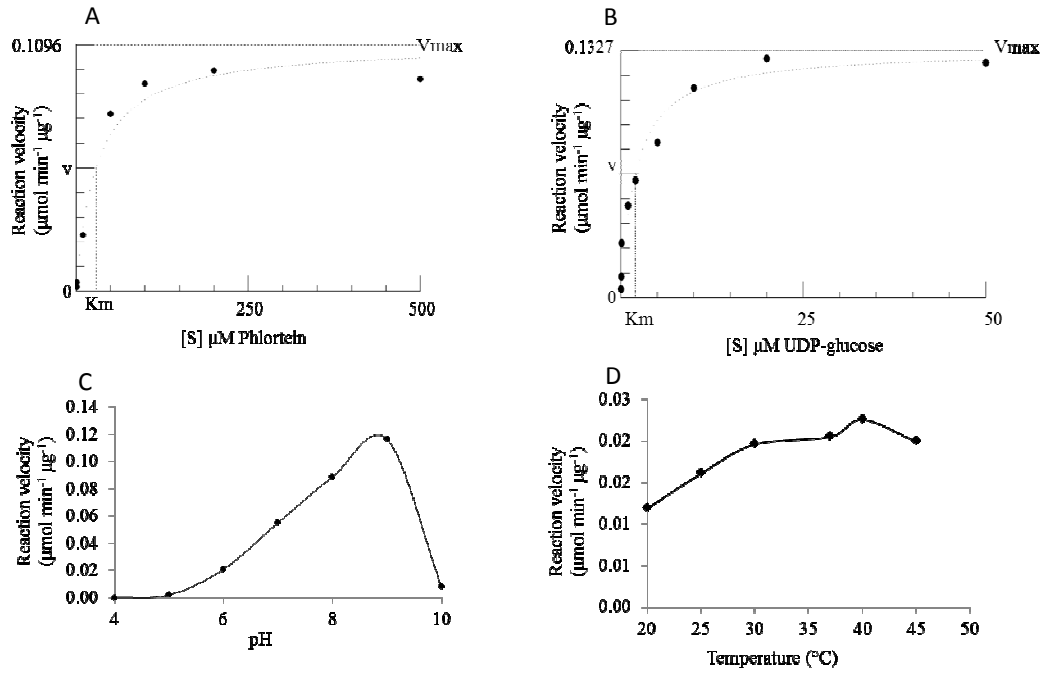 A
0.1096
Vmax
Reaction velocity
(µmol min⁻¹ µg⁻¹)
v
0
Km
250
500
[S] µM Phlortein
B
0.1327
Vmax
Reaction velocity
(µmol min⁻¹ µg⁻¹)
v
0
Km
25
50
[S] µM UDP-glucose
C
Reaction velocity
(µmol min⁻¹ µg⁻¹)
0.14
0.12
0.10
0.08
0.06
0.04
0.02
0.00
4
6
8
10
pH
D
Reaction velocity
(µmol min⁻¹ µg⁻¹)
0.03
0.02
0.02
0.01
0.01
0.00
20
25
30
35
40
45
50
Temperature (°C)